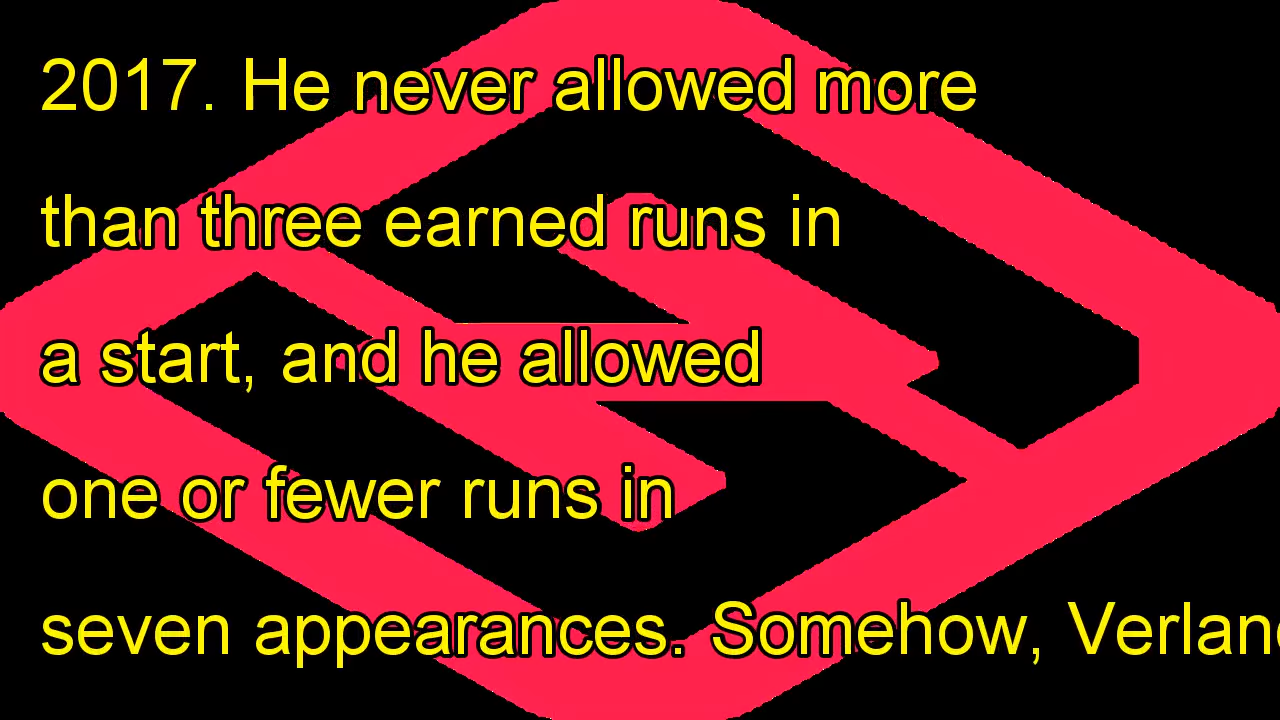 2017. He never allowed more
than three earned runs in
a start, and he allowed
one or fewer runs in
seven appearances. Somehow,